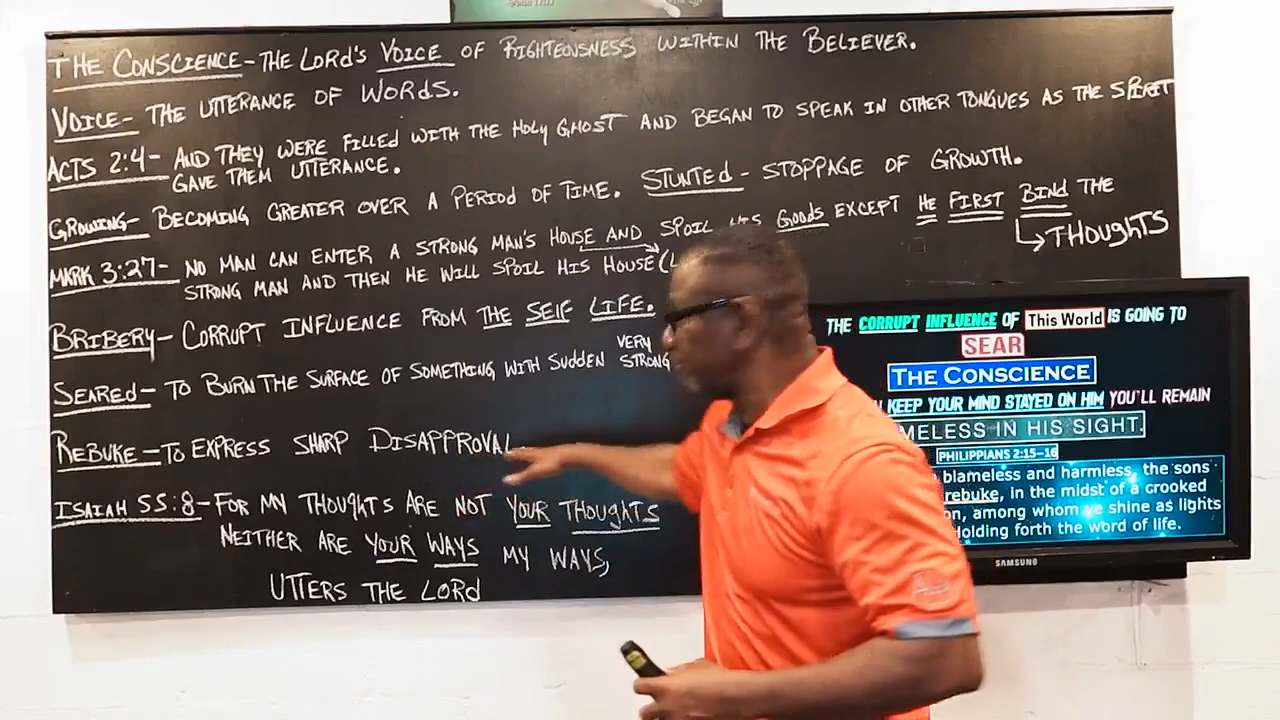 THE CONSCIENCE- THE LORD'S VOICE OF RIGHTEOUSNESS WITHIN THE BELIEVER.
VOICE- THE UTTERANCE OF WORDS.
ACTS 2:4- AND THEY WERE FILLED WITH THE HOLY GHOST AND BEGAN TO SPEAK IN OTHER TONGUES AS THE SPIRIT
GAVE THEM UTTERANCE.
GROWING- BECOMING GREATER OVER A PERIOD OF TIME. STUNTED- STOPPAGE OF GROWTH.
MARK 3:27- NO MAN CAN ENTER A STRONG MAN'S HOUSE AND SPOIL HIS GOODS EXCEPT HE FIRST BIND THE
STRONG MAN AND THEN HE WILL SPOIL HIS HOUSE
THOUGHTS
BRIBERY- CORRUPT INFLUENCE FROM THE SELF LIFE.
SEARED- TO BURN THE SURFACE OF SOMETHING WITH SUDDEN VERY STRONG
REBUKE- TO EXPRESS SHARP DISAPPROVAL
ISAIAH 55:8- FOR MY THOUGHTS ARE NOT YOUR THOUGHTS
NEITHER ARE YOUR WAYS MY WAYS,
UTTERS THE LORD
THE CORRUPT INFLUENCE OF This World IS GOING TO
SEAR
THE CONSCIENCE
KEEP YOUR MIND STAYED ON HIM YOU'LL REMAIN
MELESS IN HIS SIGHT.
PHILIPPIANS 2:15-16
blameless and harmless, the sons
rebuke, in the midst of a crooked
on, among whom ye shine as lights
Holding forth the word of life.
SAMSUNG